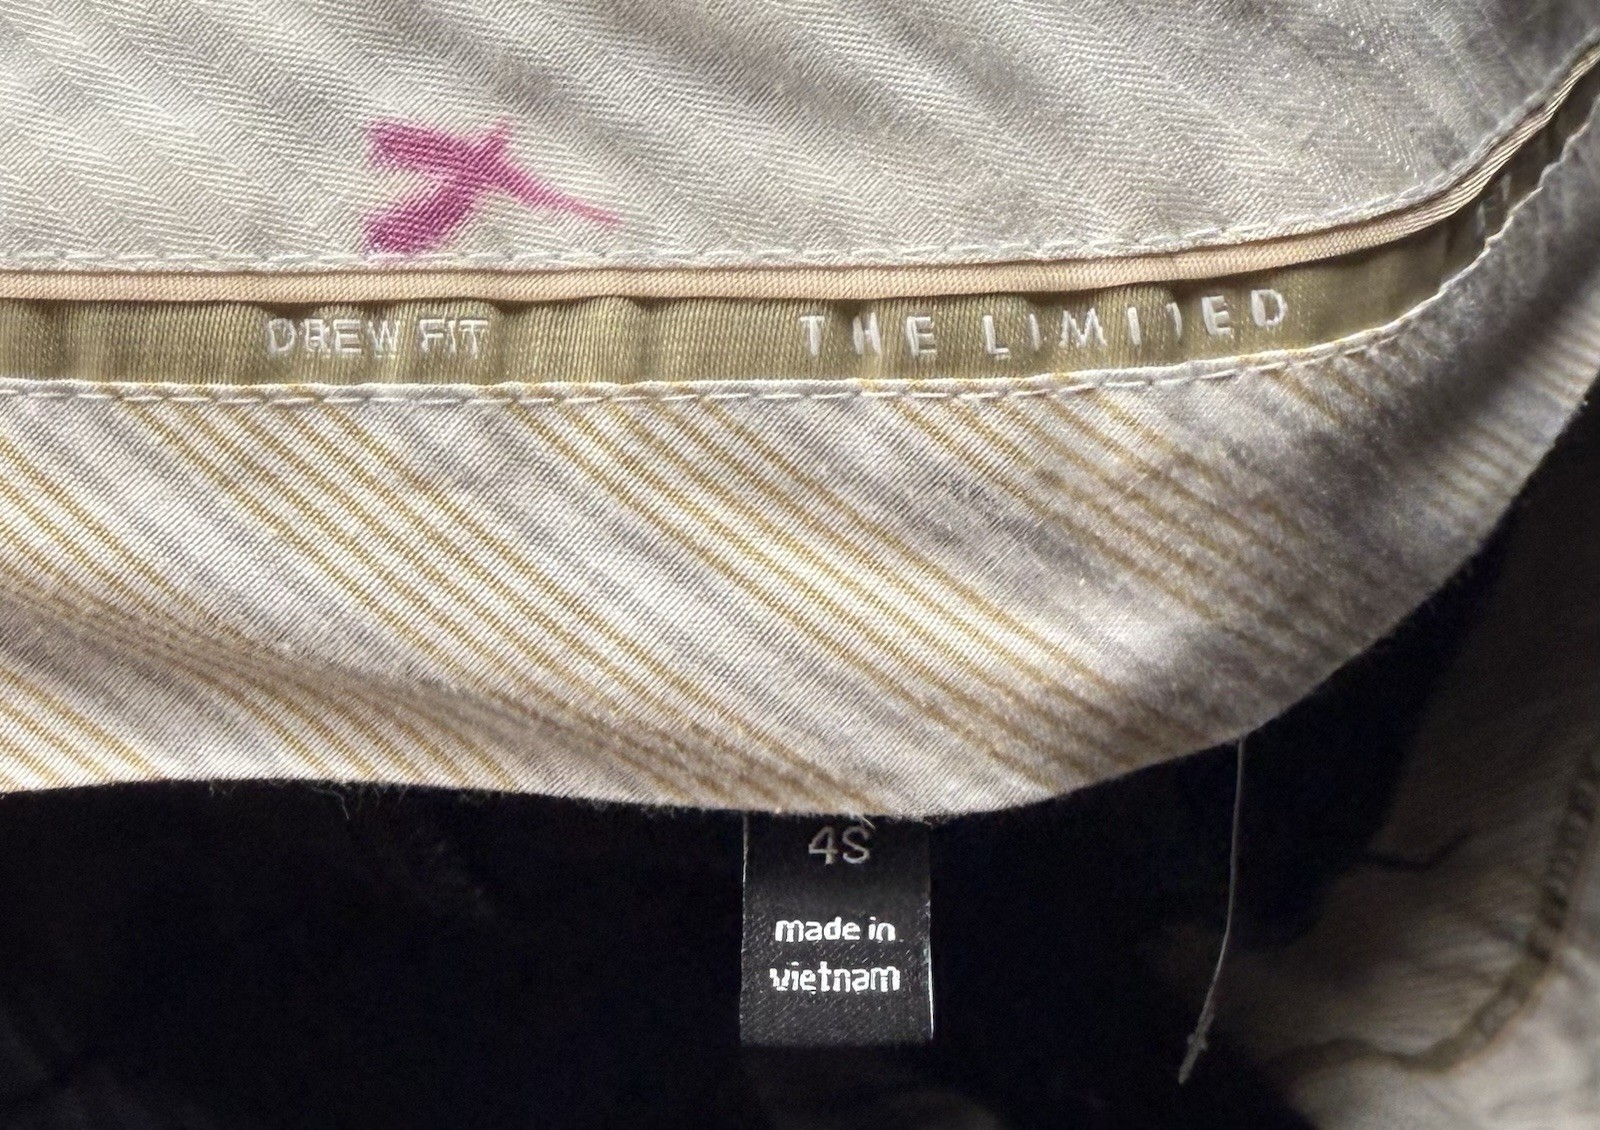 DREW FIT THE LIMITED
4S
made in
vietnam